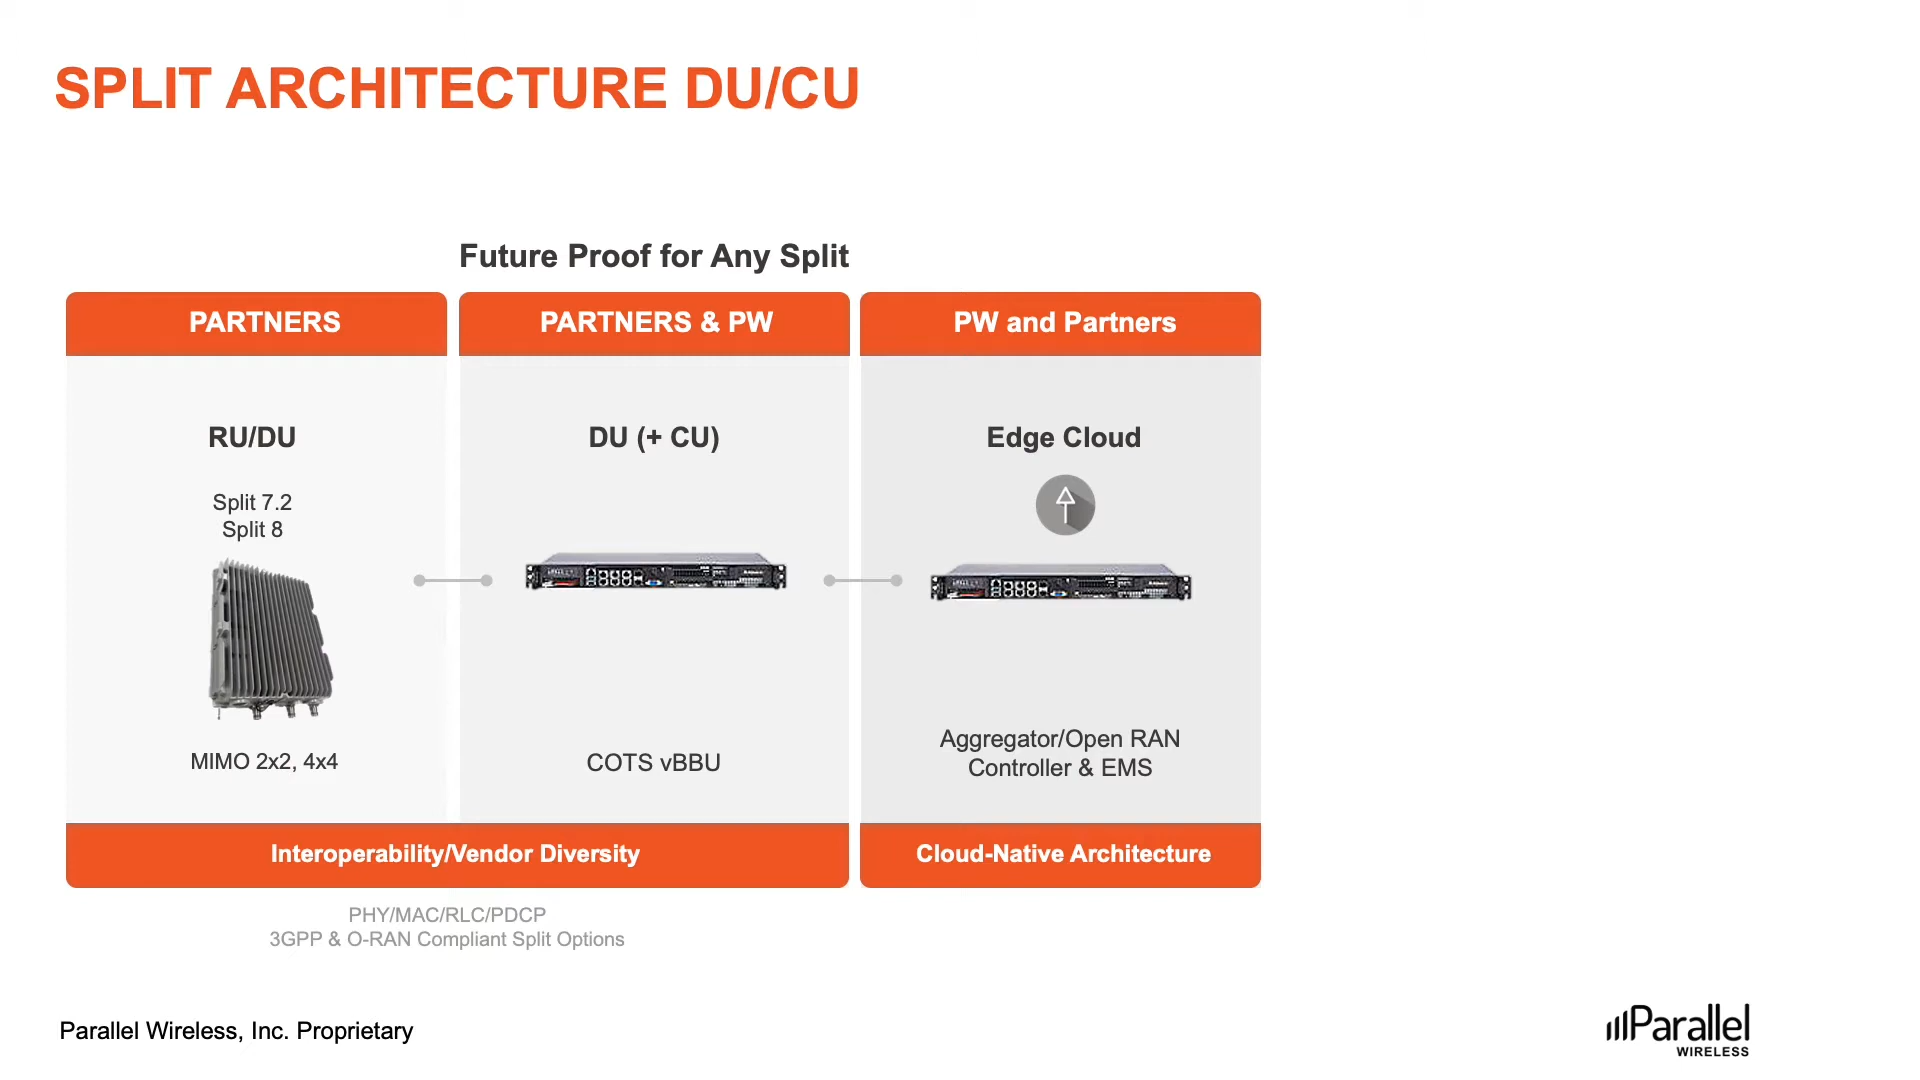 SPLIT ARCHITECTURE DU/CU
Future Proof for Any Split
PARTNERS
PARTNERS & PW
PW and Partners
RU/DU
DU (+ CU)
Edge Cloud
Split 7.2
Split 8
MIMO 2x2, 4x4
COTS vBBU
Aggregator/Open RAN
Controller & EMS
Interoperability/Vendor Diversity
Cloud-Native Architecture
PHY/MAC/RLC/PDCP
3GPP & O-RAN Compliant Split Options
Parallel Wireless, Inc. Proprietary
Parallel
WIRELESS